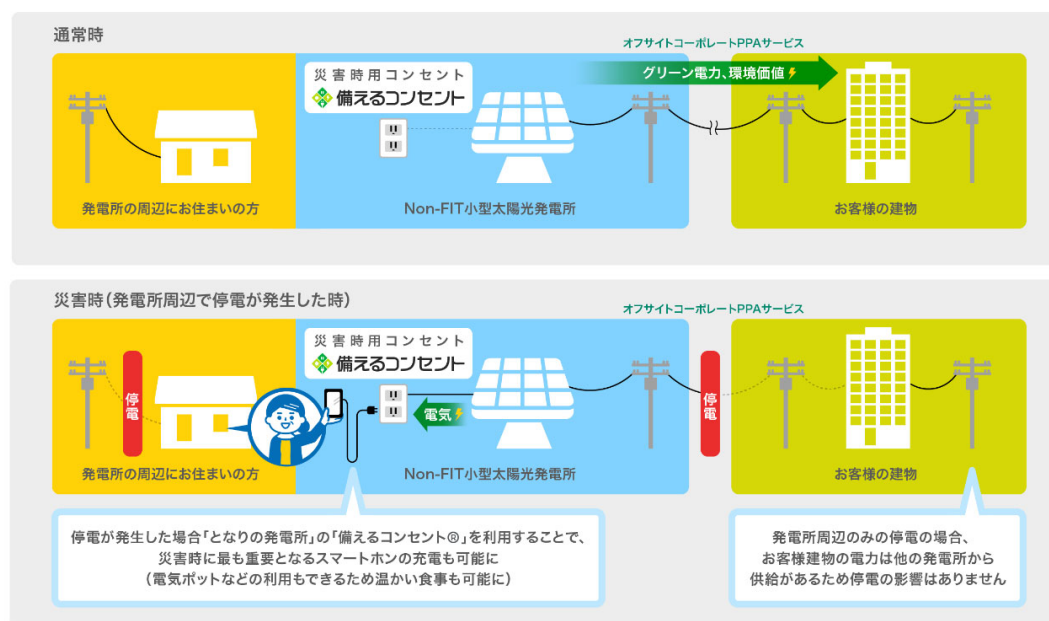 通常時
オフサイトコーポレートPPAサービス
災害時用コンセント
備えるコンセント
グリーン電力、環境価値
発電所の周辺にお住まいの方
Non-FIT小型太陽光発電所
お客様の建物
災害時(発電所周辺で停電が発生した時)
オフサイトコーポレートPPAサービス
災害時用コンセント
備えるコンセント
停電
電気
停電
発電所の周辺にお住まいの方
Non-FIT小型太陽光発電所
お客様の建物
停電が発生した場合「となりの発電所」の「備えるコンセント®」を利用することで、
災害時に最も重要となるスマートホンの充電も可能に
(電気ポットなどの利用もできるため温かい食事も可能に)
発電所周辺のみの停電の場合、
お客様建物の電力は他の発電所から
供給があるため停電の影響はありません